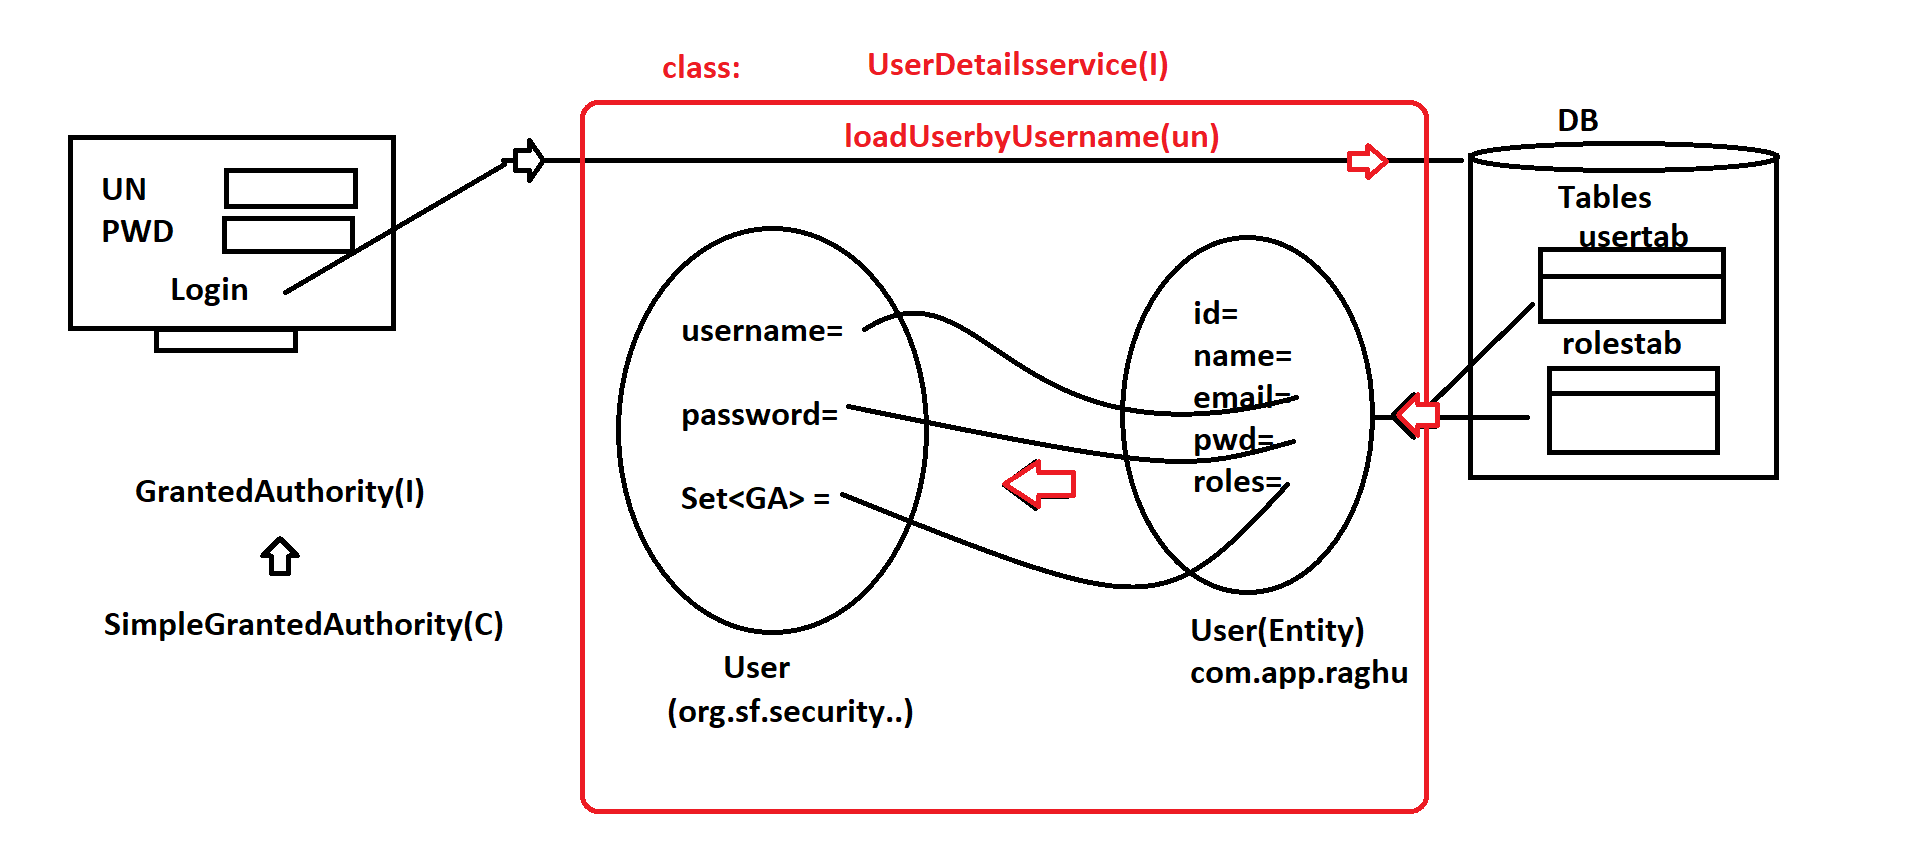 class: UserDetailsservice(I)
loadUserbyUsername(un)
UN
PWD
Login
GrantedAuthority(I)
SimpleGrantedAuthority(C)
username=
password=
Set<GA> =
User
(org.sf.security..)
id=
name=
email=
pwd=
roles=
User(Entity)
com.app.raghu
DB
Tables
usertab
rolestab